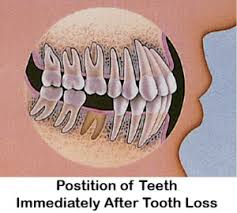 Postition of Teeth
Immediately After Tooth Loss